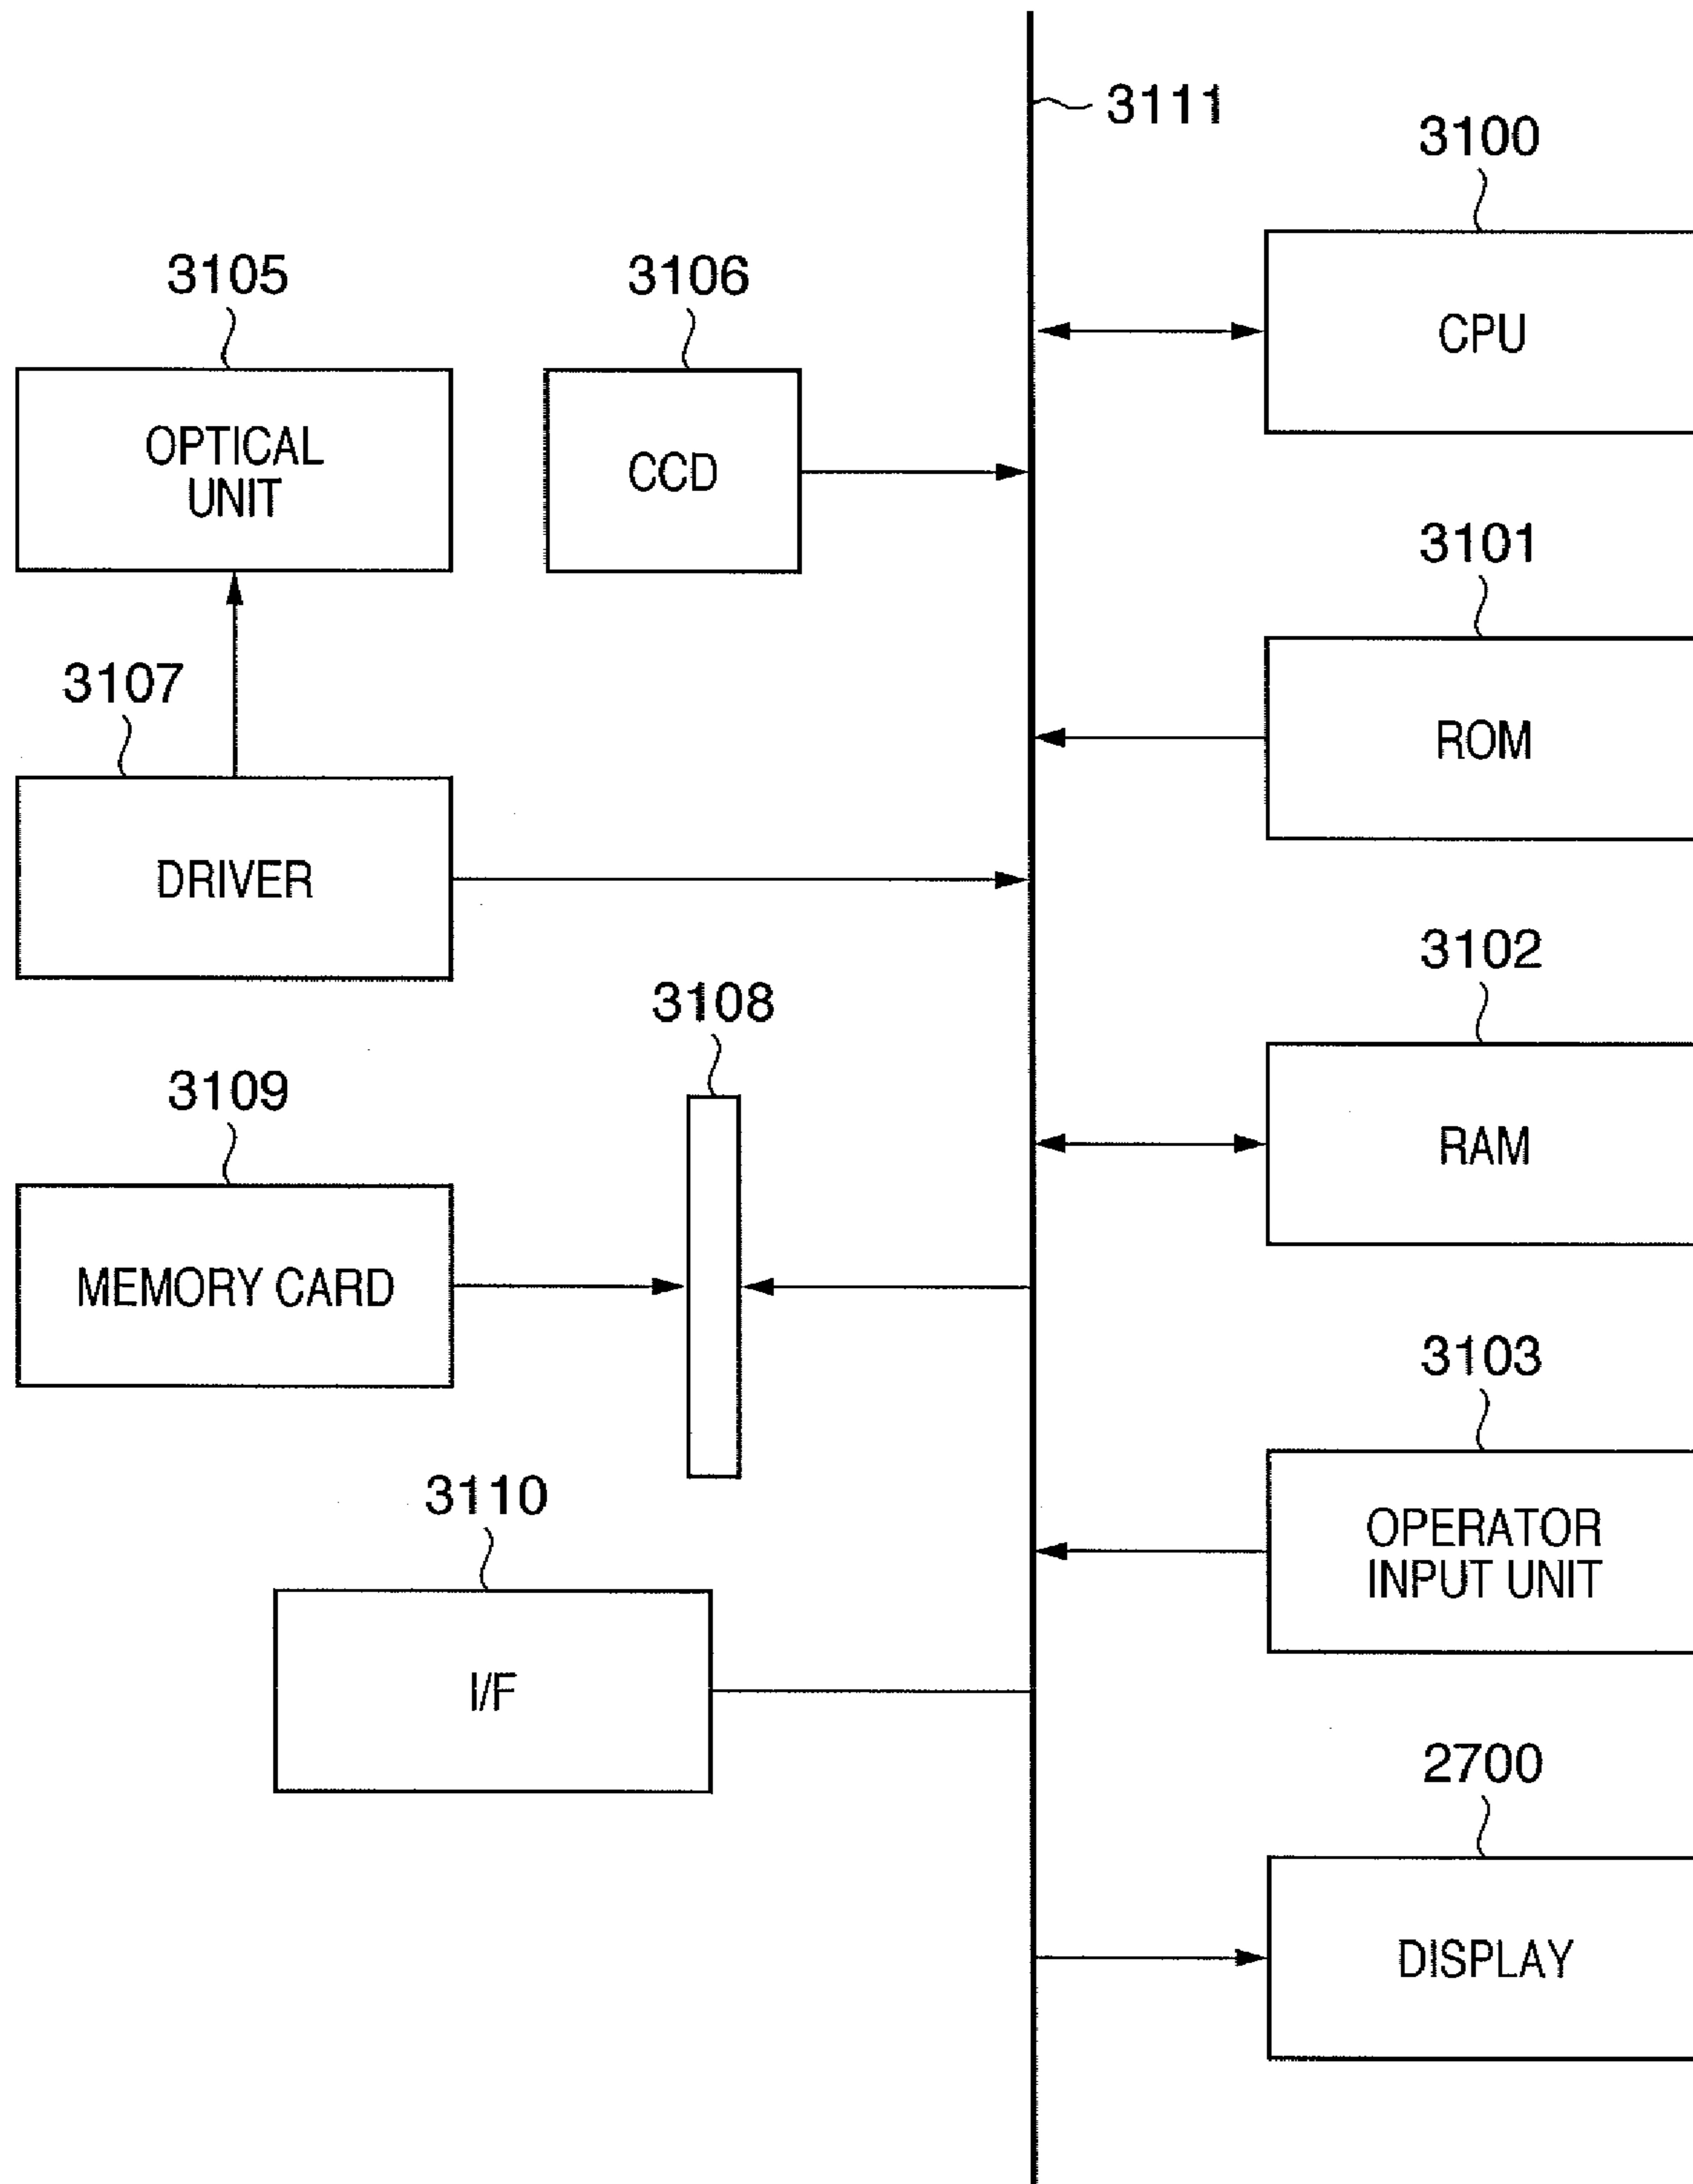 3111
3100
CPU
3105
OPTICAL
UNIT
3106
CCD
3101
ROM
3107
DRIVER
3102
RAM
3108
3109
MEMORY CARD
3103
OPERATOR
INPUT UNIT
3110
I/F
2700
DISPLAY